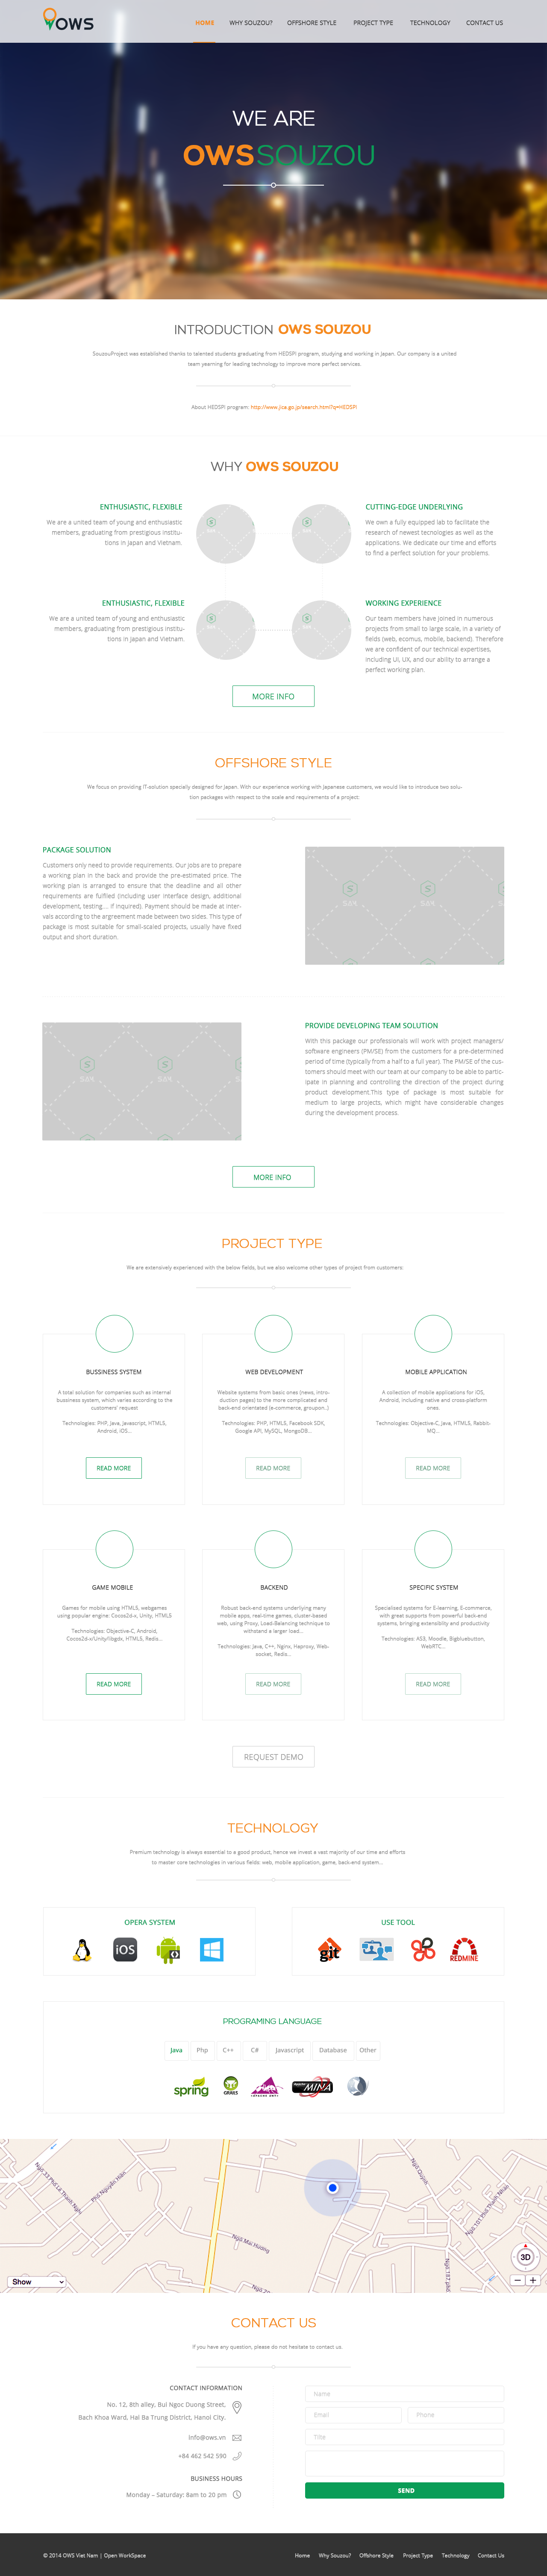 OWS
HOME
WHY SOUZOU?
OFFSHORE STYLE
PROJECT TYPE
TECHNOLOGY
CONTACT US
WE ARE
OWSSOUZOU
INTRODUCTION OWS SOUZOU
SouzouProject was established thanks to talented students graduating from HEDSPI program, studying and working in Japan. Our company is a united
team yearning for leading technology to improve more perfect services.
About HEDSPI program: http://www.jica.go.jp/search.html?q=HEDSPI
WHY OWS SOUZOU
ENTHUSIASTIC, FLEXIBLE
We are a united team of young and enthusiastic
members, graduating from prestigious institu-
tions in Japan and Vietnam.
CUTTING-EDGE UNDERLYING
We own a fully equipped lab to facilitate the
research of newest tecnologies as well as the
applications. We dedicate our time and efforts
to find a perfect solution for your problems.
ENTHUSIASTIC, FLEXIBLE
We are a united team of young and enthusiastic
members, graduating from prestigious institu-
tions in Japan and Vietnam.
WORKING EXPERIENCE
Our team members have joined in numerous
projects from small to large scale, in a variety of
fields (web, ecomus, mobile, backend). Therefore
we are confident of our technical expertises,
including UI, UX, and our ability to arrange a
perfect working plan.
MORE INFO
OFFSHORE STYLE
We focus on providing IT-solution specially designed for Japan. With our experience working with Japanese customers, we would like to introduce two solu-
tion packages with respect to the scale and requirements of a project:
PACKAGE SOLUTION
Customers only need to provide requirements. Our jobs are to prepare
a working plan in the back and provide the pre-estimated price. The
working plan is arranged to ensure that the deadline and all other
requirements are fulfiled (including user interface design, additional
development, testing.... if inquired). Payment should be made at inter-
vals according to the argreement made between two sides. This type of
package is most suitable for small-scaled projects, usually have fixed
output and short duration.
PROVIDE DEVELOPING TEAM SOLUTION
With this package our professionals will work with project managers/
software engineers (PM/SE) from the customers for a pre-determined
period of time (typically from a half to a full year). The PM/SE of the cus-
tomers should meet with our team at our company to be able to partic-
ipate in planning and controlling the direction of the project during
product development.This type of package is most suitable for
medium to large projects, which might have considerable changes
during the development process.
MORE INFO
PROJECT TYPE
We are extensively experienced with the below fields, but we also welcome other types of project from customers:
BUSSINESS SYSTEM
A total solution for companies such as internal
bussiness system, which varies according to the
customers' request
Technologies: PHP, Java, Javascript, HTML5,
Android, iOS...
READ MORE
WEB DEVELOPMENT
Website systems from basic ones (news, intro-
duction pages) to the more complicated and
back-end orientated (e-commerce, groupon..)
Technologies: PHP, HTML5, Facebook SDK,
Google API, MySQL, MongoDB...
READ MORE
MOBILE APPLICATION
A collection of mobile applications for iOS,
Android, including native and cross-platform
ones.
Technologies: Objective-C, Java, HTML5, Rabbit-
MQ...
READ MORE
GAME MOBILE
Games for mobile using HTML5, webgames
using popular engine: Cocos2d-x, Unity, HTML5
Technologies: Objective-C, Android,
Cocos2d-x/Unity/libgdx, HTML5, Redis...
READ MORE
BACKEND
Robust back-end systems underliying many
mobile apps, real-time games, cluster-based
web, using Proxy, Load-Balancing technique to
withstand a larger load...
Technologies: Java, C++, Nginx, Haproxy, Web-
socket, Redis...
READ MORE
SPECIFIC SYSTEM
Specialized systems for E-learning, E-commerce,
with great supports from powerful back-end
systems, bringing extensibility and productivity
Technologies: AS3, Moodle, Bigbluebutton,
WebRTC...
READ MORE
REQUEST DEMO
TECHNOLOGY
Premium technology is always essential to a good product, hence we invest a vast majority of our time and efforts
to master core technologies in various fields: web, mobile application, game, back-end system...
OPERA SYSTEM
iOS
USE TOOL
git
REDMINE
PROGRAMING LANGUAGE
Java
Php
C++
C#
Javascript
Database
Other
spring
GRAILS
MINA
Ngõ 33 Phố Lê Thanh Nghị
Phố Nguyễn Hiền
Ngõ Mai Hương
Ngõ Quỳnh
3D
Show
CONTACT US
If you have any question, please do not hesitate to contact us.
CONTACT INFORMATION
No. 12, 8th alley, Bui Ngoc Duong Street,
Bach Khoa Ward, Hai Ba Trung District, Hanoi City.
info@ows.vn
+84 462 542 590
BUSINESS HOURS
Monday – Saturday: 8am to 20 pm
Name
Email
Phone
Title
SEND
© 2014 OWS Viet Nam | Open WorkSpace
Home
Why Souzou?
Offshore Style
Project Type
Technology
Contact Us